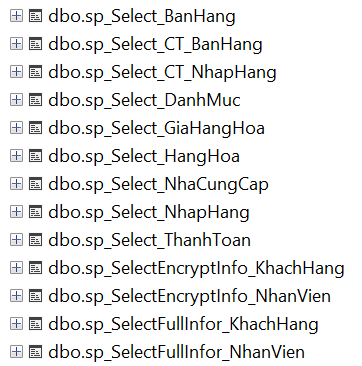 dbo.sp_Select_BanHang
dbo.sp_Select_CT_BanHang
dbo.sp_Select_CT_NhapHang
dbo.sp_Select_DanhMuc
dbo.sp_Select_GiaHangHoa
dbo.sp_Select_HangHoa
dbo.sp_Select_NhaCungCap
dbo.sp_Select_NhapHang
dbo.sp_Select_ThanhToan
dbo.sp_SelectEncryptInfo_KhachHang
dbo.sp_SelectEncryptInfo_NhanVien
dbo.sp_SelectFullInfor_KhachHang
dbo.sp_SelectFullInfor_NhanVien